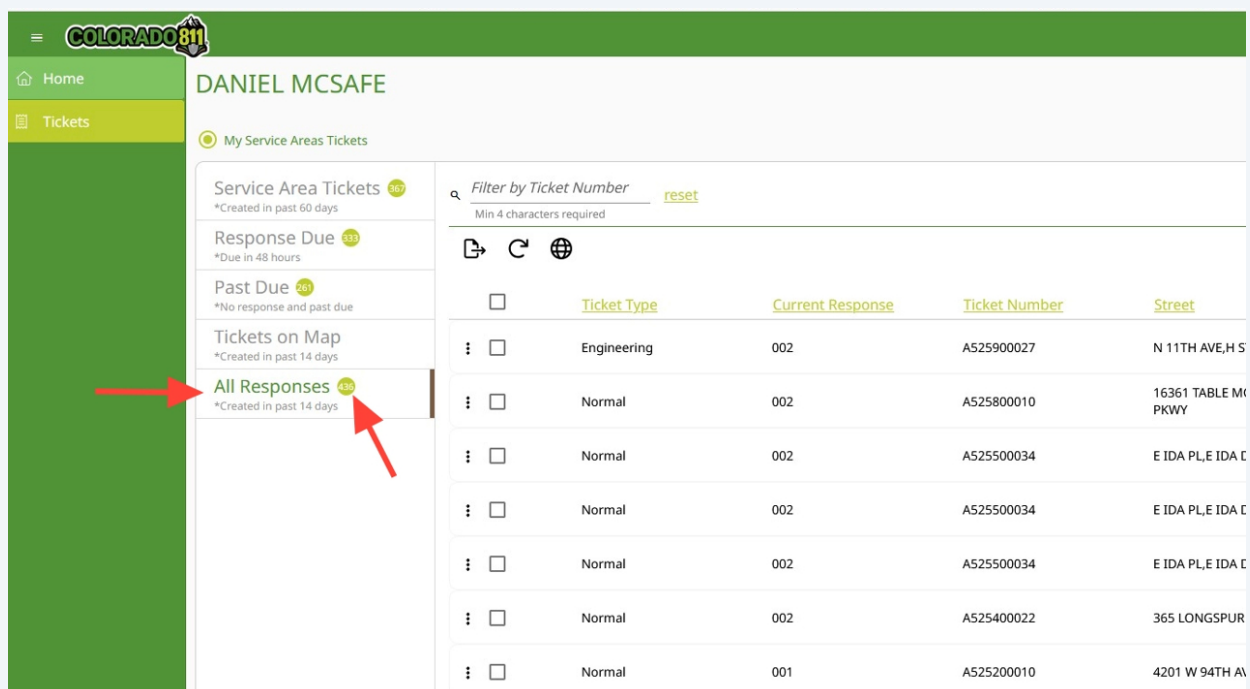 COLORADO811
Home
Tickets
DANIEL MCSAFE
My Service Areas Tickets
Service Area Tickets 367
*Created in past 60 days
Response Due 333
*Due in 48 hours
Past Due 261
*No response and past due
Tickets on Map
*Created in past 14 days
All Responses 436
*Created in past 14 days
Filter by Ticket Number reset
Min 4 characters required
Ticket Type Current Response Ticket Number Street
Engineering 002 A525900027 N 11TH AVE,H S
Normal 002 A525800010 16361 TABLE MO
PKWY
Normal 002 A525500034 E IDA PL,E IDA D
Normal 002 A525500034 E IDA PL,E IDA D
Normal 002 A525500034 E IDA PL,E IDA D
Normal 002 A525400022 365 LONGSPUR
Normal 001 A525200010 4201 W 94TH AV